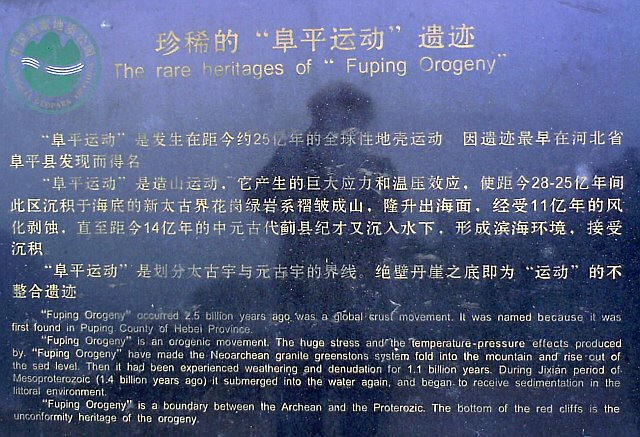 中国国家地质公园
珍稀的“阜平运动”遗迹
The rare heritages of “ Fuping Orogeny”
“阜平运动”是发生在距今约25亿年的全球性地壳运动 因遗迹最早在河北省
阜平县发现而得名
“阜平运动”是造山运动，它产生的巨大应力和温压效应，使距今28-25亿年间
此区沉积于海底的新太古界花岗绿岩系褶皱成山，隆升出海面，经受11亿年的风
化剥蚀，直至距今14亿年的中元古代蓟县纪才又沉入水下，形成滨海环境，接受
沉积
“阜平运动”是划分太古宇与元古宇的界线 绝壁丹崖之底即为“运动”的不
整合遗迹
"Fuping Orogeny" occurred 2.5 billion years ago was a global crust movement. It was named because it was
first found in Puping County of Hebei Province.
"Fuping Orogeny" is an orogenic movement. The huge stress and the temperature-pressure effects produced
by. "Fuping Orogeny" have made the Neoarchean granite greenstons system fold into the mountain and rise out of
the sed level. Then it had been experienced weathering and denudation for 1.1 billion years. During Jixian period of
Mesoproterozoic (1.4 billion years ago) it submerged into the water again, and began to receive sedimentation in the
littoral environment.
"Fuping Orogeny" is a boundary between the Archean and the Proterozic. The bottom of the red cliffs is the
unconformity heritage of the orogeny.